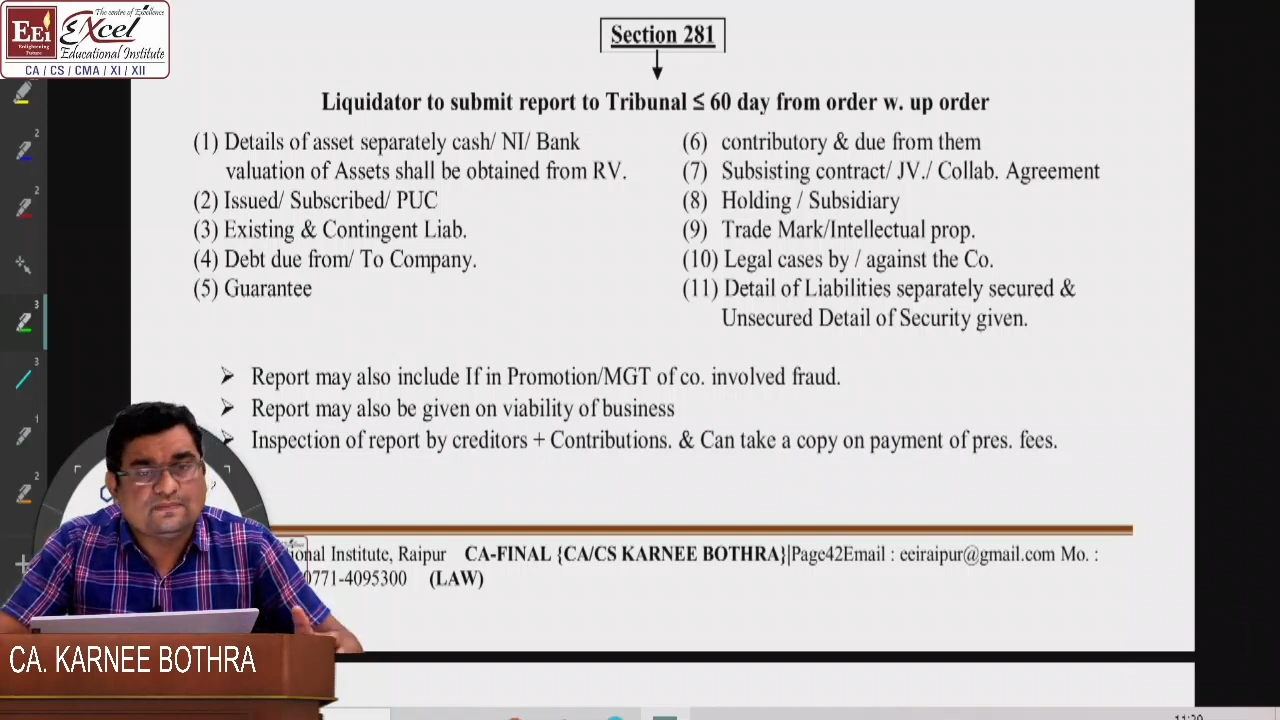 The centre of Excellence
EEi
Enlightening
Future
Excel
Educational Institute
CA / CS / CMA / XI / XII
Section 281
Liquidator to submit report to Tribunal ≤ 60 day from order w. up order
(1) Details of asset separately cash/ NI/ Bank
valuation of Assets shall be obtained from RV.
(2) Issued/ Subscribed/ PUC
(3) Existing & Contingent Liab.
(4) Debt due from/ To Company.
(5) Guarantee
(6) contributory & due from them
(7) Subsisting contract/ JV./ Collab. Agreement
(8) Holding / Subsidiary
(9) Trade Mark/Intellectual prop.
(10) Legal cases by / against the Co.
(11) Detail of Liabilities separately secured &
Unsecured Detail of Security given.
➢ Report may also include If in Promotion/MGT of co. involved fraud.
➢ Report may also be given on viability of business
➢ Inspection of report by creditors + Contributions. & Can take a copy on payment of pres. fees.
ional Institute, Raipur CA-FINAL {CA/CS KARNEE BOTHRA}|Page42Email : eeiraipur@gmail.com Mo. :
0771-4095300 (LAW)
CA. KARNEE BOTHRA